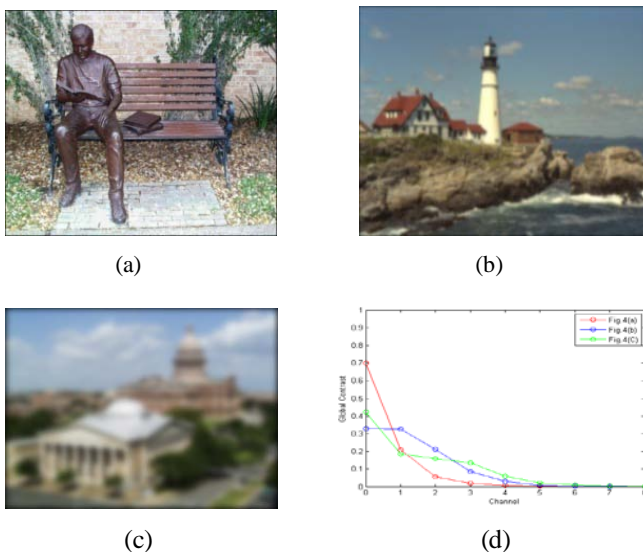 (a)
(b)
Fig.4(a)
Fig.4(b)
Fig.4(C)
1
0.9
0.8
0.7
0.6
0.5
0.4
0.3
0.2
0.1
0
Global Contrast
0 1 2 3 4 5 6 7
Channel
(c)
(d)